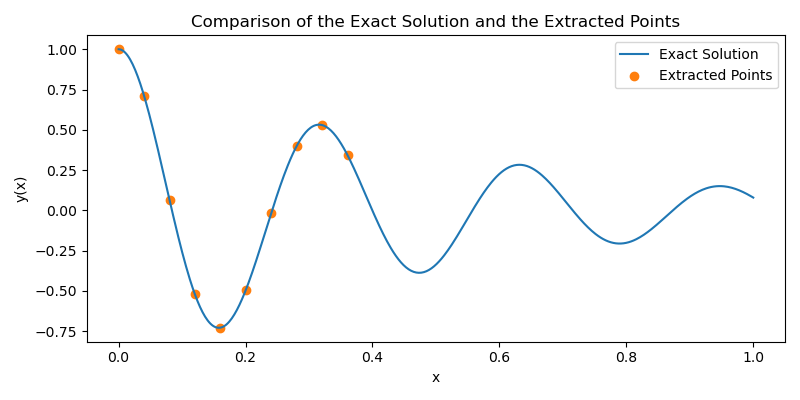 Comparison of the Exact Solution and the Extracted Points
Exact Solution
Extracted Points
y(x)
1.00
0.75
0.50
0.25
0.00
−0.25
−0.50
−0.75
0.0 0.2 0.4 0.6 0.8 1.0
x